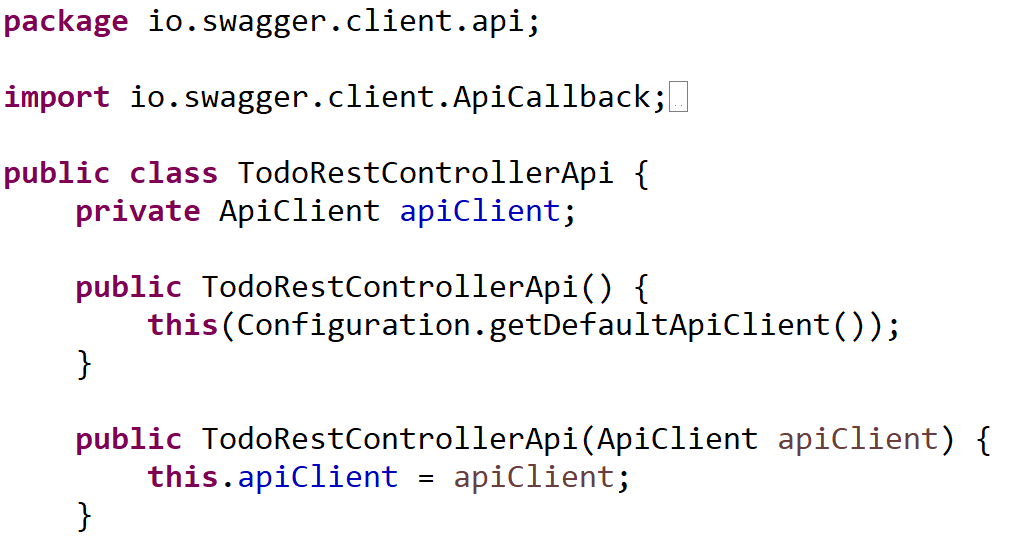 package io.swagger.client.api;
import io.swagger.client.ApiCallback;
public class TodoRestControllerApi {
private ApiClient apiClient;
public TodoRestControllerApi() {
this(Configuration.getDefaultApiClient());
}
public TodoRestControllerApi(ApiClient apiClient) {
this.apiClient = apiClient;
}